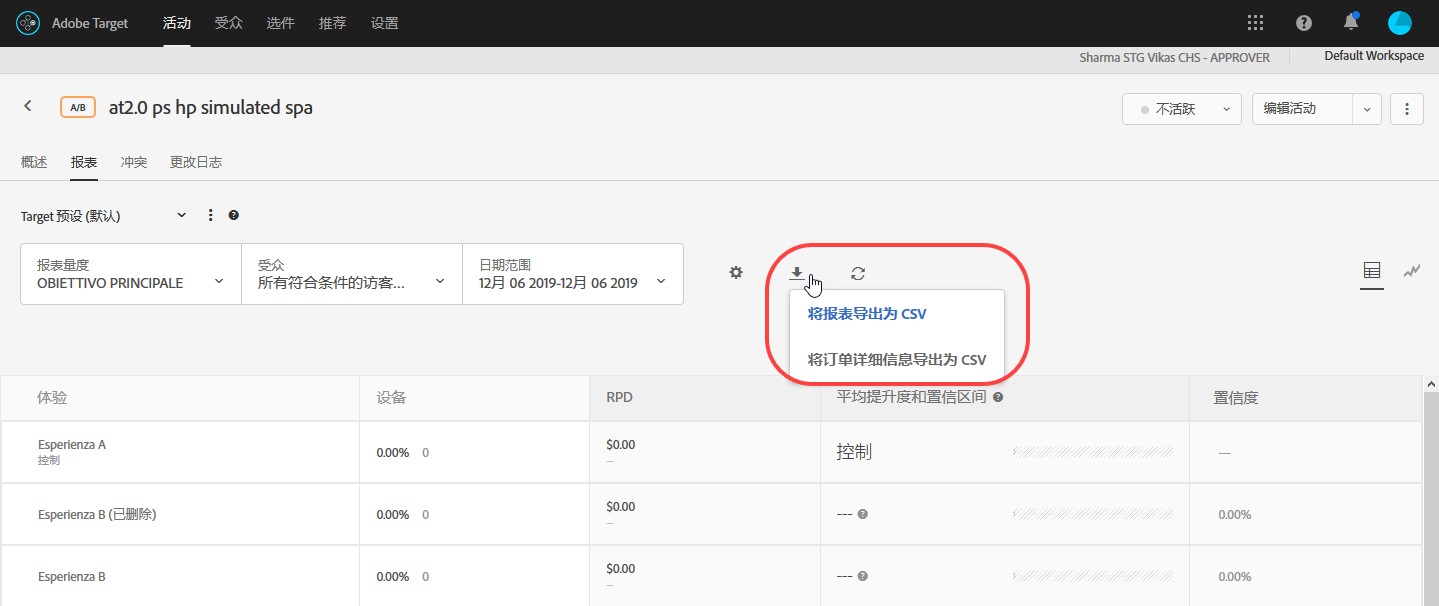 Adobe Target 活动 受众 选件 推荐 设置
Sharma STG Vikas CHS - APPROVER Default Workspace
A/B at2.0 ps hp simulated spa 不活跃 编辑活动
概述 报表 冲突 更改日志
Target 预设 (默认)
报表量度 受众 日期范围
OBIETTIVO PRINCIPALE 所有符合条件的访客... 12月 06 2019-12月 06 2019
将报表导出为 CSV
将订单详细信息导出为 CSV
体验 设备 RPD 平均提升度和置信区间 置信度
Esperienza A
控制
0.00% 0
$0.00
--
控制
---
Esperienza B (已删除)
0.00% 0
$0.00
--
---
0.00%
Esperienza B
0.00% 0
$0.00
--
---
0.00%